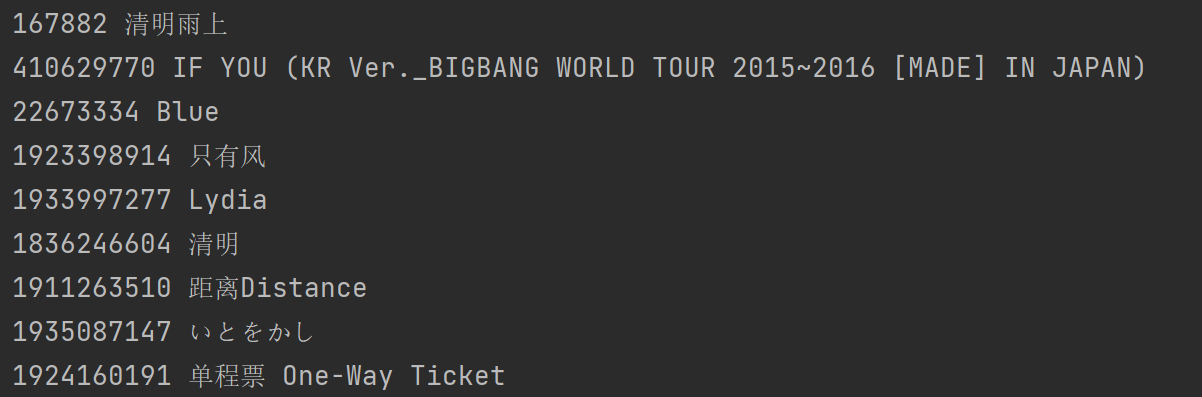 167882 清明雨上
410629770 IF YOU (KR Ver._BIGBANG WORLD TOUR 2015~2016 [MADE] IN JAPAN)
22673334 Blue
1923398914 只有风
1933997277 Lydia
1836246604 清明
1911263510 距离Distance
1935087147 いとをかし
1924160191 单程票 One-Way Ticket